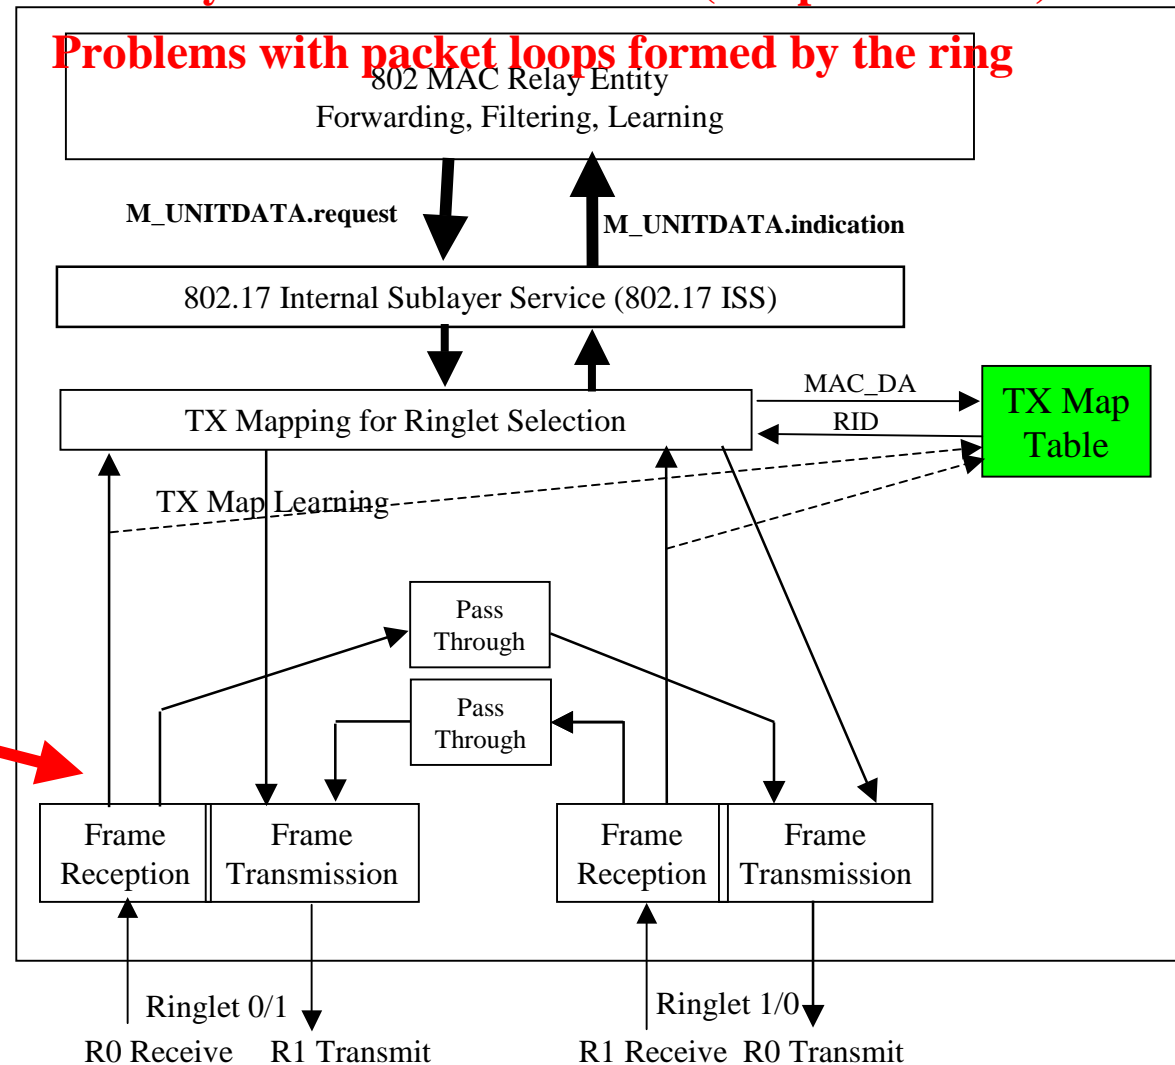 Problems with packet loops formed by the ring
802 MAC Relay Entity
Forwarding, Filtering, Learning
M_UNITDATA.request
M_UNITDATA.indication
802.17 Internal Sublayer Service (802.17 ISS)
TX Mapping for Ringlet Selection
MAC_DA
RID
TX Map
Table
TX Map Learning
Pass
Through
Pass
Through
Frame
Reception
Frame
Transmission
Frame
Reception
Frame
Transmission
Ringlet 0/1
Ringlet 1/0
R0 Receive
R1 Transmit
R1 Receive
R0 Transmit